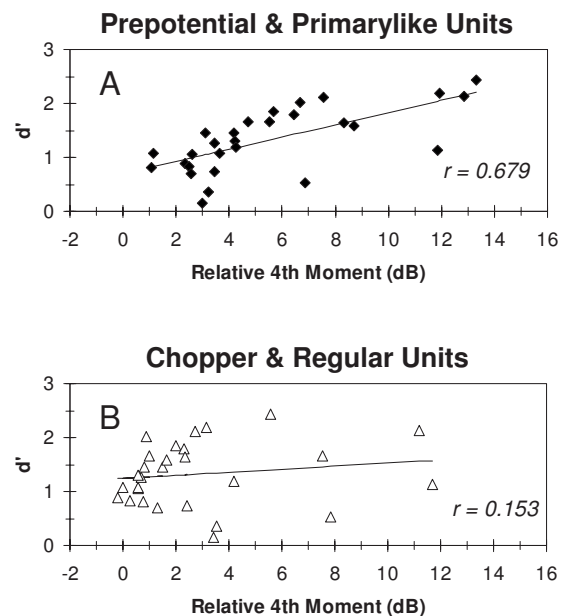 Prepotential & Primarylike Units
3
A
2
d'
1
r = 0.679
0
-2 0 2 4 6 8 10 12 14 16
Relative 4th Moment (dB)
Chopper & Regular Units
3
B
2
d'
1
r = 0.153
0
-2 0 2 4 6 8 10 12 14 16
Relative 4th Moment (dB)